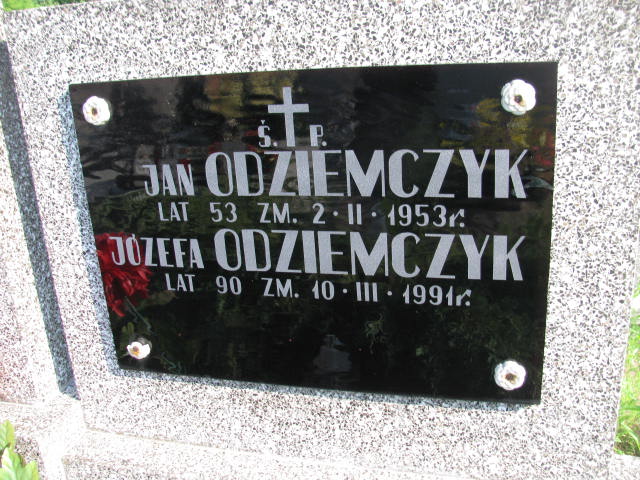 Ś. P.
JAN ODZIEMCZYK
LAT 53 ZM. 2·II·1953r.
JÓZEFA ODZIEMCZYK
LAT 90 ZM. 10·III·1991r.